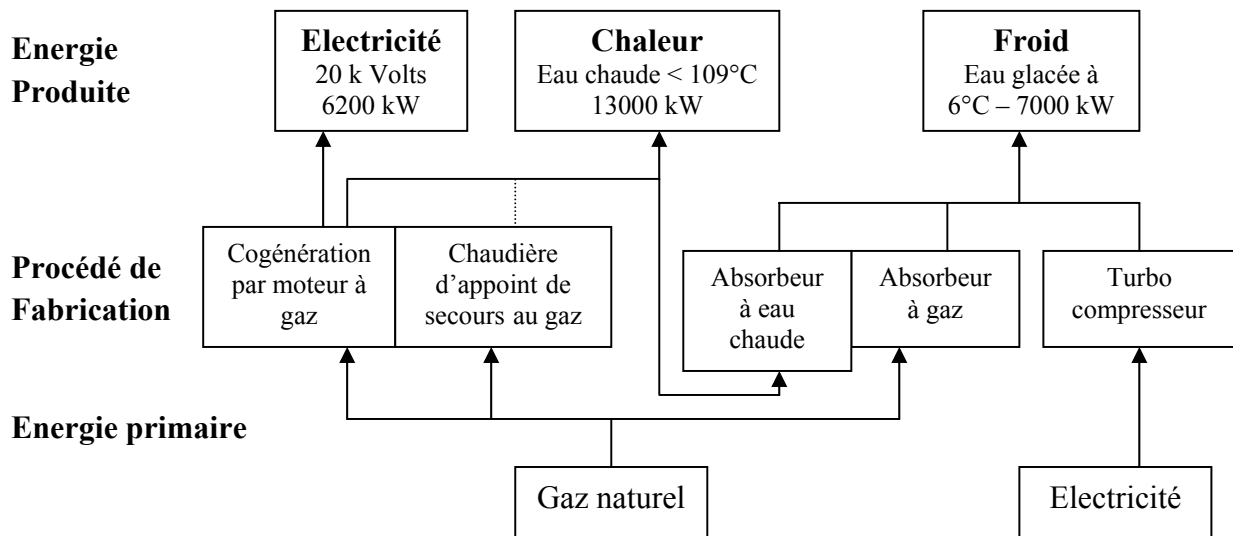 Energie
Produite
Electricité
20 k Volts
6200 kW
Chaleur
Eau chaude < 109°C
13000 kW
Froid
Eau glacée à
6°C – 7000 kW
Procédé de
Fabrication
Cogénération
par moteur à
gaz
Chaudière
d’appoint de
secours au gaz
Absorbeur
à eau
chaude
Absorbeur
à gaz
Turbo
compresseur
Energie primaire
Gaz naturel
Electricité